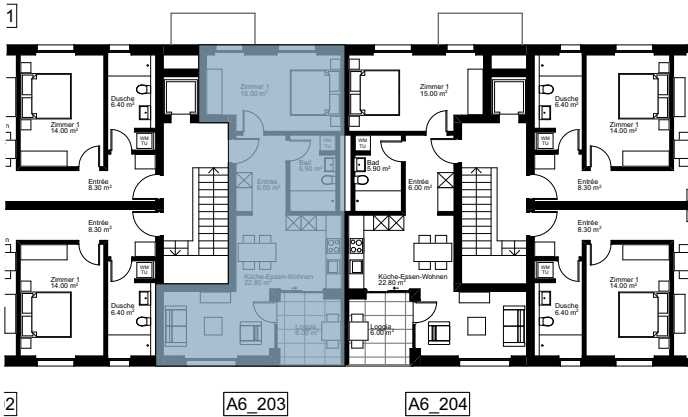 1
Zimmer 1
15.00 m²
Zimmer 1
15.00 m²
Dusche
6.40 m²
Dusche
6.40 m²
Zimmer 1
14.00 m²
Zimmer 1
14.00 m²
WM
TU
WM
TU
WM
TU
WM
TU
Bad
5.90 m²
Bad
5.90 m²
Entrée
8.30 m²
Entrée
6.00 m²
Entrée
6.00 m²
Entrée
8.30 m²
Entrée
8.30 m²
Entrée
8.30 m²
WM
TU
WM
TU
Zimmer 1
14.00 m²
Küche-Essen-Wohnen
22.80 m²
Küche-Essen-Wohnen
22.80 m²
Zimmer 1
14.00 m²
Dusche
6.40 m²
Dusche
6.40 m²
Loggia
6.00 m²
Loggia
6.00 m²
2
A6_203
A6_204